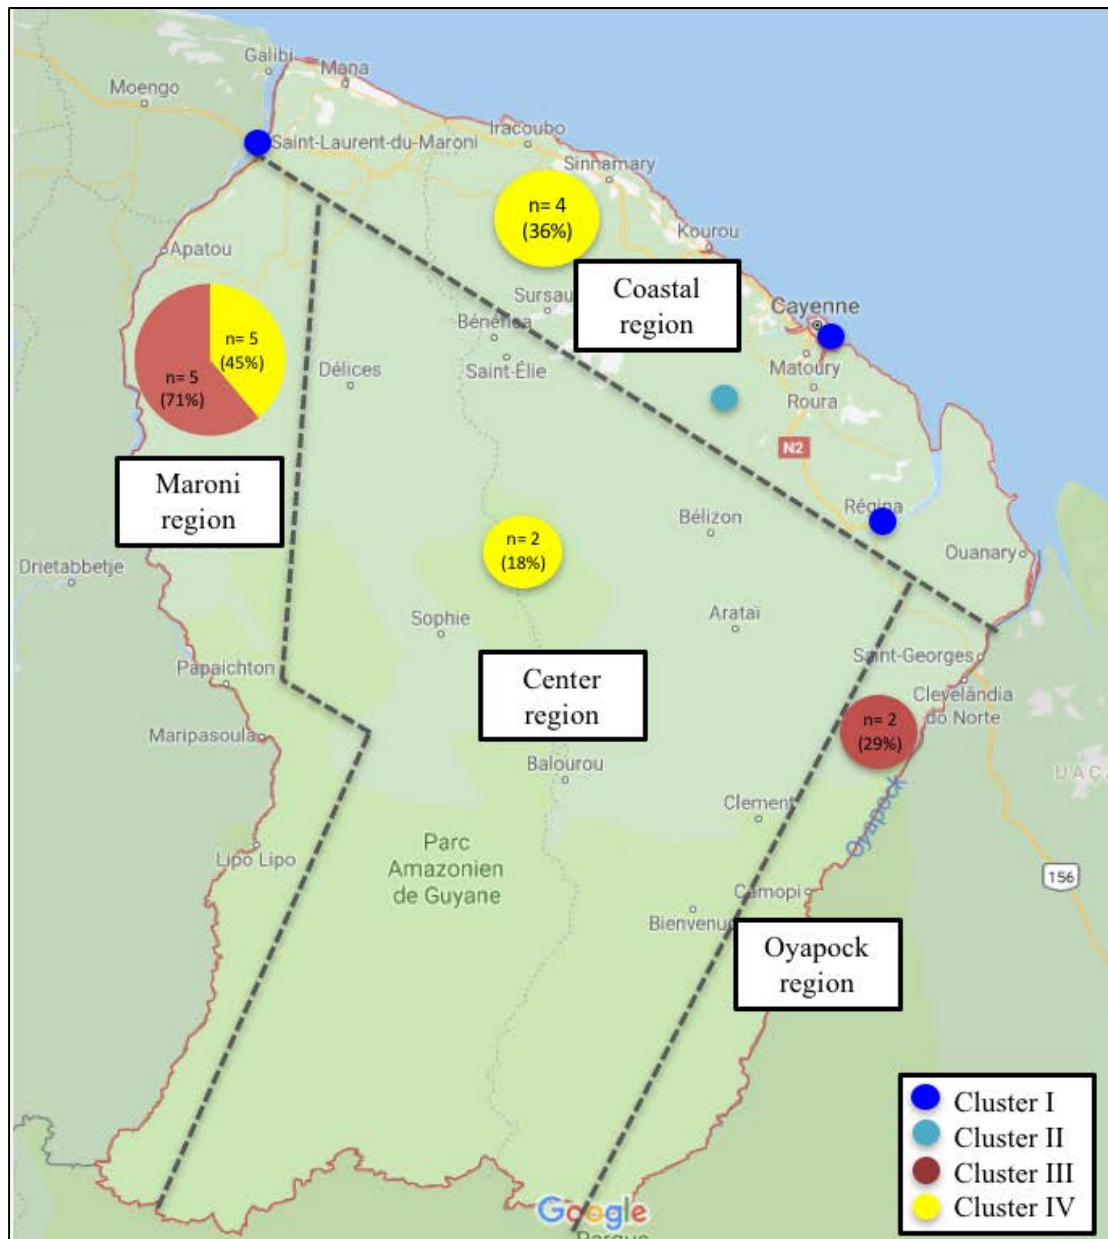 Galibi
Mana
Moengo
Iracoubo
Saint-Laurent-du-Maroni
Sinnamary
n= 4
(36%)
Kourou
Apatou
Coastal
region
Cayenne
Bénéfica
n= 5
(45%)
Saint-Élie
Matoury
Délices
n= 5
(71%)
Roura
N2
Maroni
region
Régina
Bélizon
n= 2
(18%)
Ouanary
Drietabbetje
Sophie
Arataï
Saint-Georges
Papaichton
Center
region
Clevelândia
do Norte
n= 2
(29%)
Maripasoula
Balourou
Clement
Oyapock
Parc
Amazonien
de Guyane
Lipo Lipo
156
Camopi
Oyapock
region
Cluster I
Cluster II
Cluster III
Cluster IV
Google